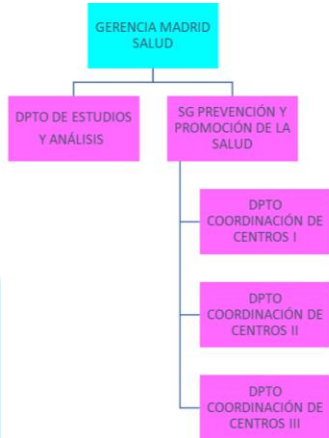 GERENCIA MADRID
SALUD
DPTO DE ESTUDIOS
Y ANÁLISIS
SG PREVENCIÓN Y
PROMOCIÓN DE LA
SALUD
DPTO
COORDINACIÓN DE
CENTROS I
DPTO
COORDINACIÓN DE
CENTROS II
DPTO
COORDINACIÓN DE
CENTROS III